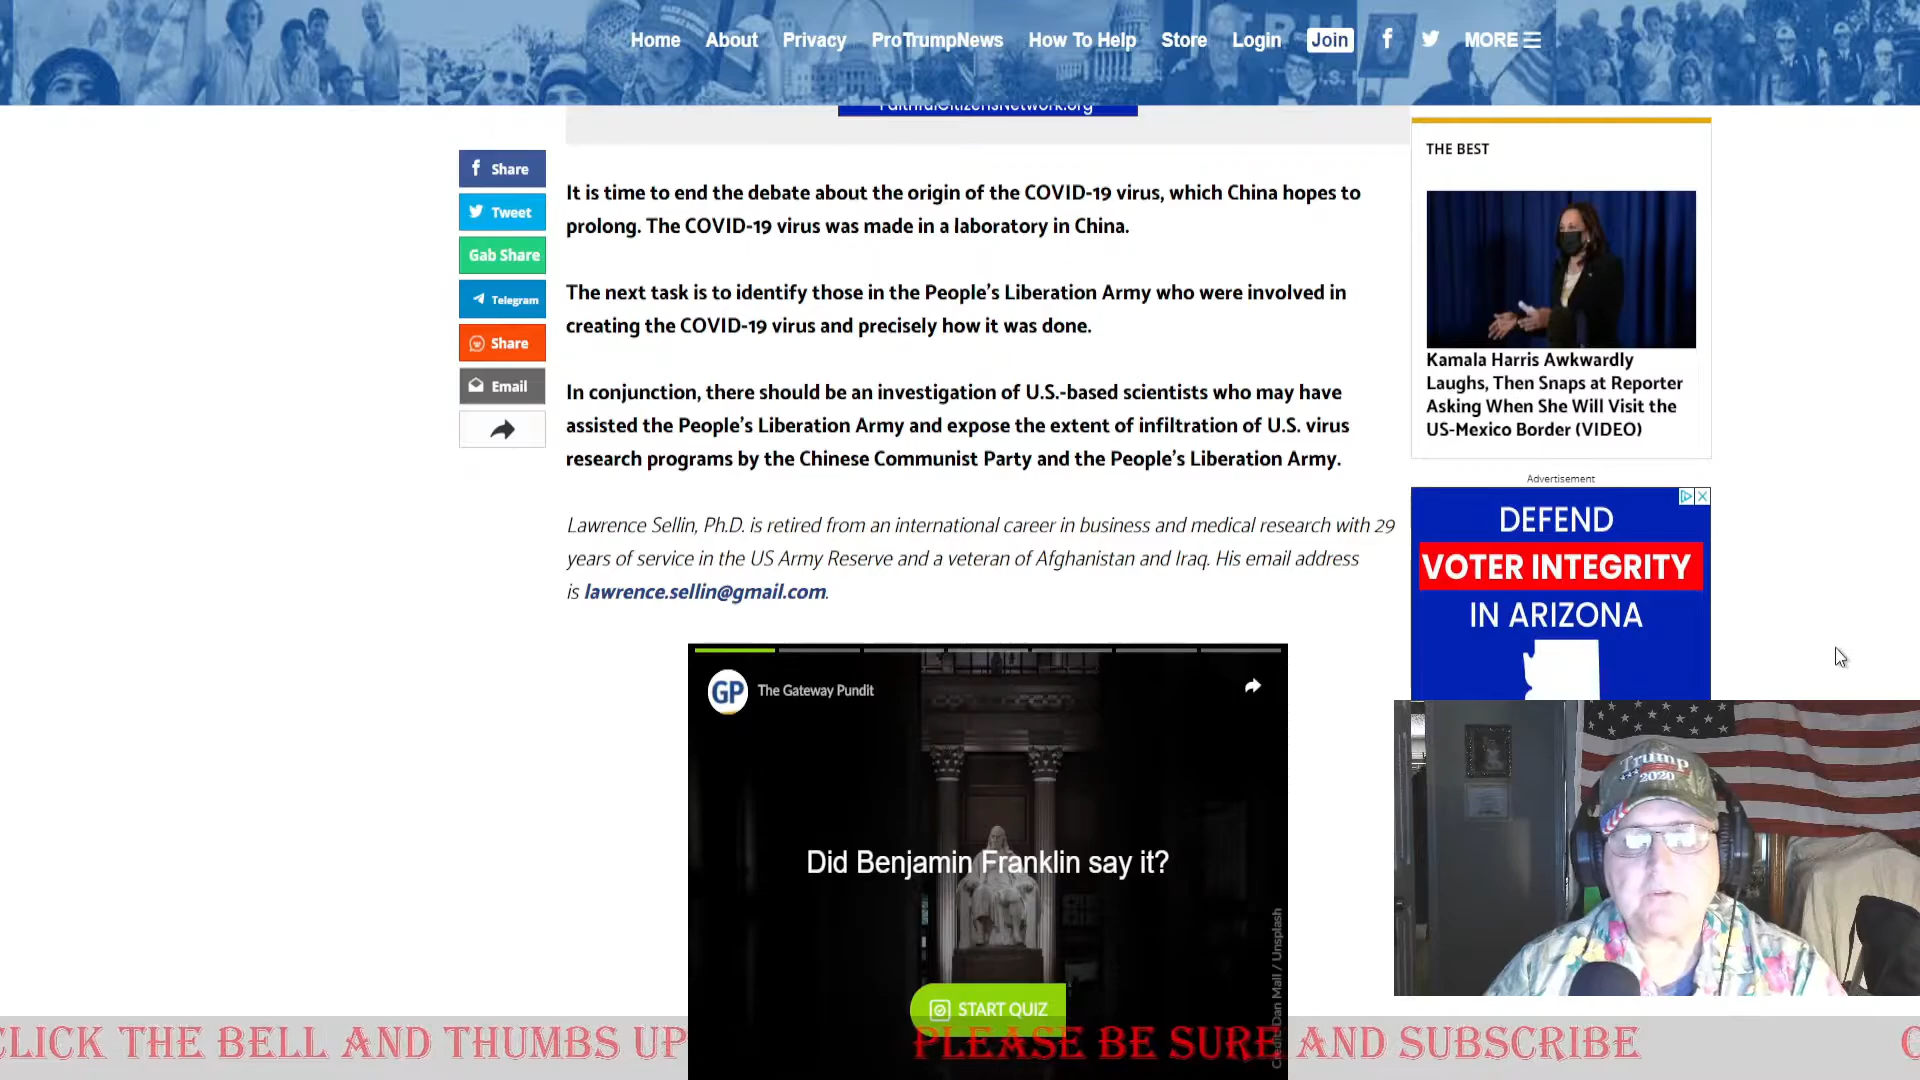 Home About Privacy ProTrumpNews How To Help Store Login Join MORE
FaithfulCitizensNetwork.org
Share
Tweet
Gab Share
Telegram
Share
Email
It is time to end the debate about the origin of the COVID-19 virus, which China hopes to
prolong. The COVID-19 virus was made in a laboratory in China.
The next task is to identify those in the People's Liberation Army who were involved in
creating the COVID-19 virus and precisely how it was done.
In conjunction, there should be an investigation of U.S.-based scientists who may have
assisted the People's Liberation Army and expose the extent of infiltration of U.S. virus
research programs by the Chinese Communist Party and the People's Liberation Army.
Lawrence Sellin, Ph.D. is retired from an international career in business and medical research with 29
years of service in the US Army Reserve and a veteran of Afghanistan and Iraq. His email address
is lawrence.sellin@gmail.com.
THE BEST
Kamala Harris Awkwardly
Laughs, Then Snaps at Reporter
Asking When She Will Visit the
US-Mexico Border (VIDEO)
Advertisement
DEFEND
VOTER INTEGRITY
IN ARIZONA
GP The Gateway Pundit
Did Benjamin Franklin say it?
START QUIZ
Credit: Dan Mall / Unsplash
Trump
2020
CLICK THE BELL AND THUMBS UP PLEASE BE SURE AND SUBSCRIBE C